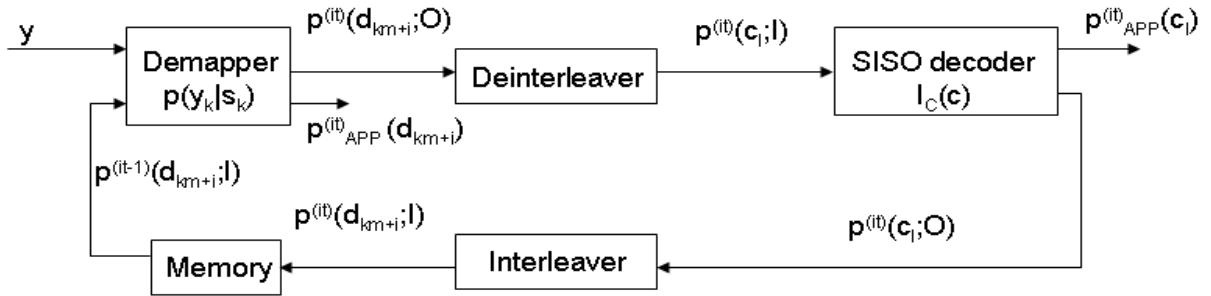 y
Demapper
p(yₖ|sₖ)
p⁽ⁱᵗ⁾(dₖₘ₊ᵢ;O)
p⁽ⁱᵗ⁾APP(dₖₘ₊ᵢ)
Deinterleaver
p⁽ⁱᵗ⁾(cₗ;I)
SISO decoder
I_C(c)
p⁽ⁱᵗ⁾APP(cₗ)
p⁽ⁱᵗ⁻¹⁾(dₖₘ₊ᵢ;I)
Memory
p⁽ⁱᵗ⁾(dₖₘ₊ᵢ;I)
Interleaver
p⁽ⁱᵗ⁾(cₗ;O)